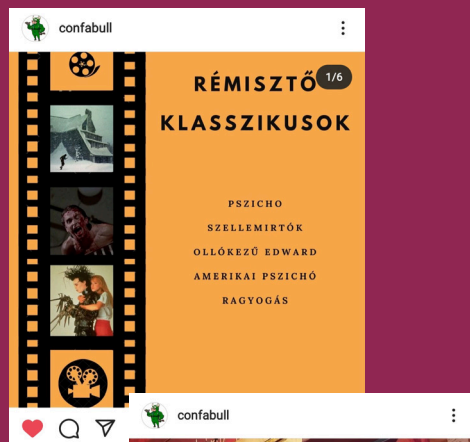 confabull
1/6
RÉMISZTŐ
KLASSZIKUSOK
PSZICHO
SZELLEMIRTÓK
OLLÓKEZŰ EDWARD
AMERIKAI PSZICHÓ
RAGYOGÁS
confabull